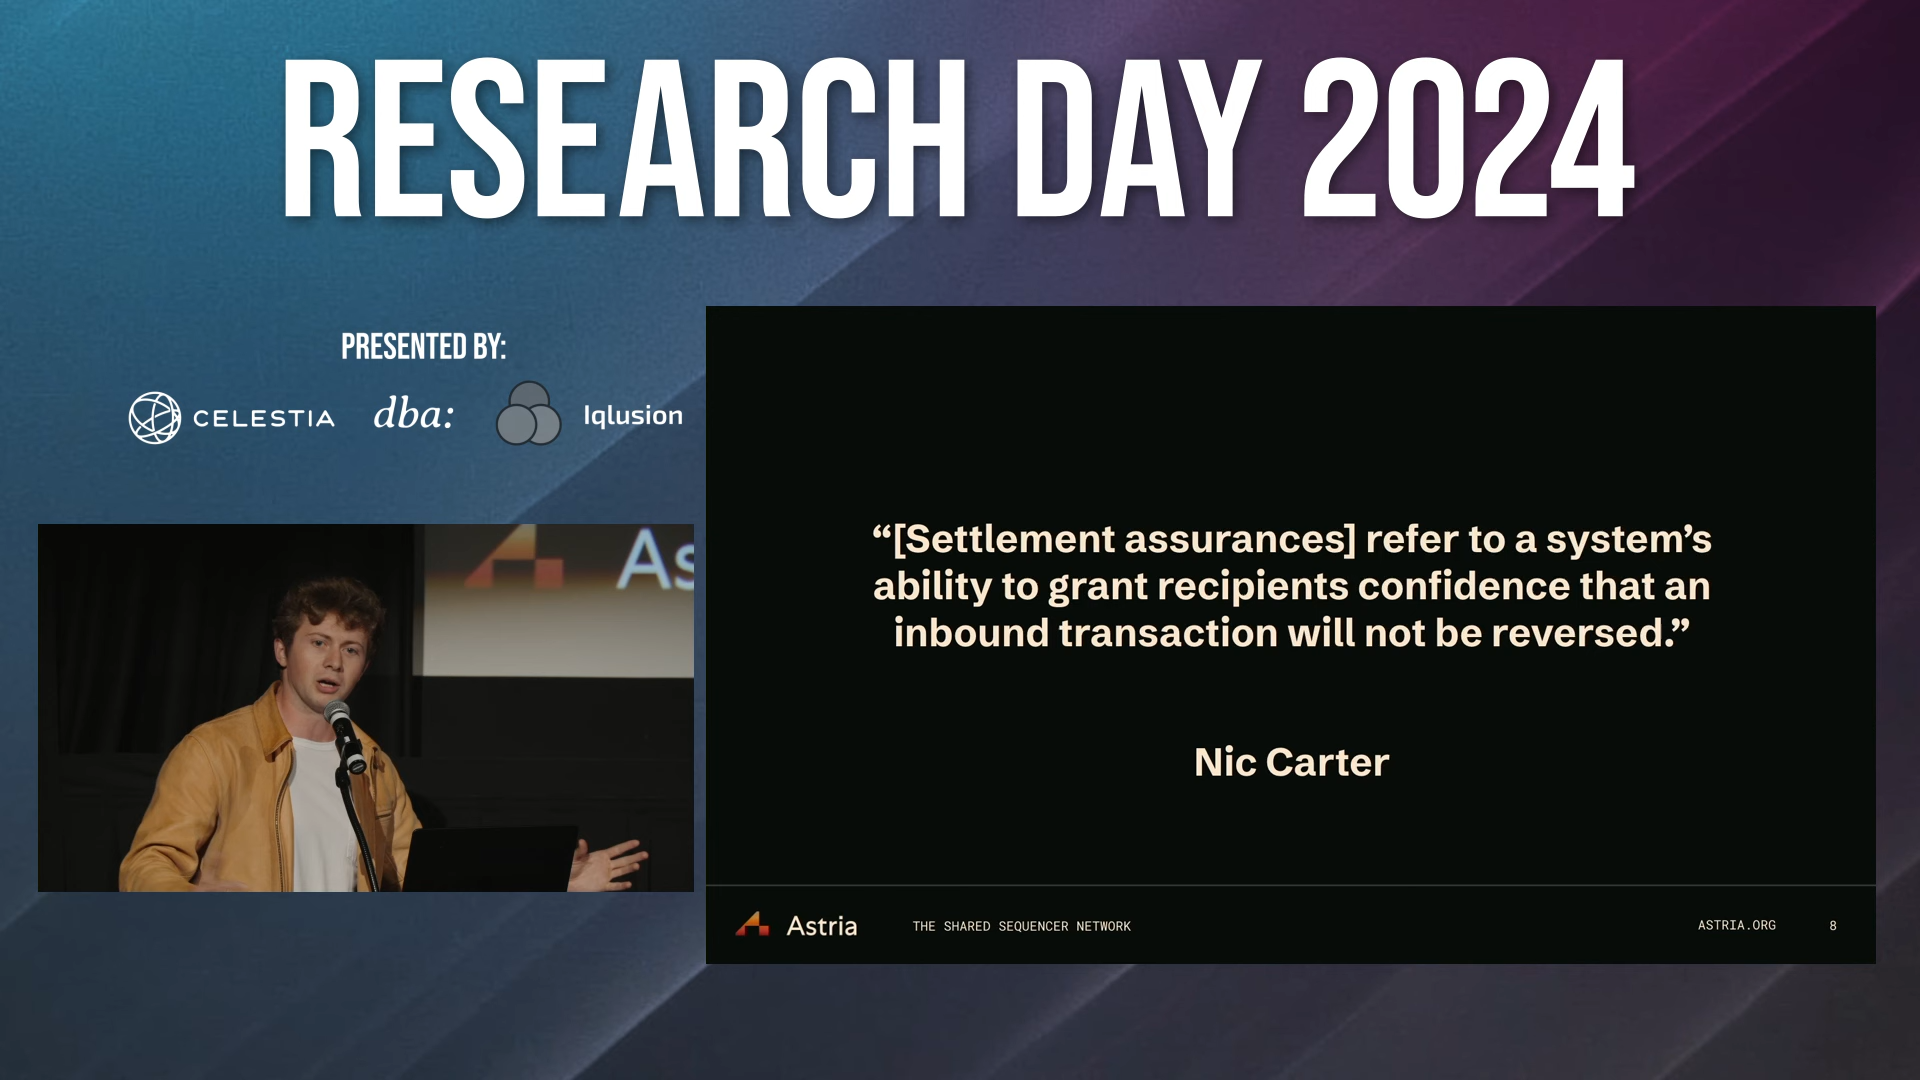 RESEARCH DAY 2024
PRESENTED BY:
CELESTIA
dba:
Iqlusion
As
“[Settlement assurances] refer to a system’s
ability to grant recipients confidence that an
inbound transaction will not be reversed.”
Nic Carter
Astria
THE SHARED SEQUENCER NETWORK
ASTRIA.ORG
8